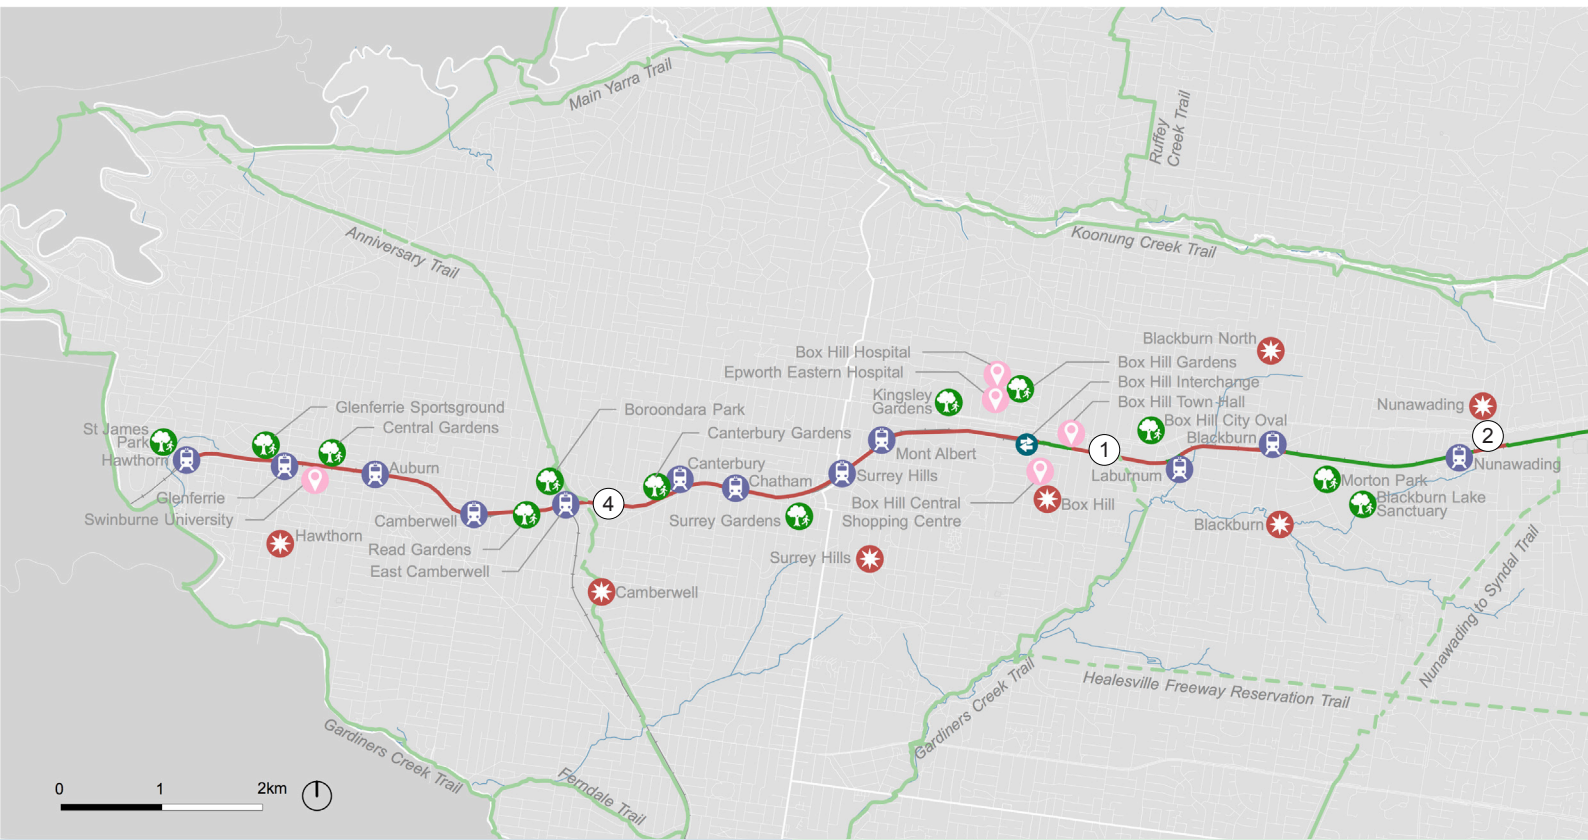 Main Yarra Trail
Ruffey
Creek Trail
Anniversary Trail
Koonung Creek Trail
Blackburn North
Box Hill Hospital
Box Hill Gardens
Epworth Eastern Hospital
Box Hill Interchange
Kingsley
Gardens
Box Hill Town Hall
Nunawading
Glenferrie Sportsground
Boroondara Park
Box Hill City Oval
St James
Park
Central Gardens
Canterbury Gardens
Blackburn
2
Hawthorn
Mont Albert
1
Auburn
Canterbury
Nunawading
Glenferrie
Chatham
Surrey Hills
Laburnum
Morton Park
Swinburne University
Camberwell
4
Surrey Gardens
Box Hill Central
Shopping Centre
Box Hill
Blackburn Lake
Sanctuary
Blackburn
Hawthorn
Read Gardens
East Camberwell
Surrey Hills
Camberwell
Nunawading to Syndal Trail
Healesville Freeway Reservation Trail
Gardiners Creek Trail
Gardiners Creek Trail
Ferndale Trail
0 1 2km